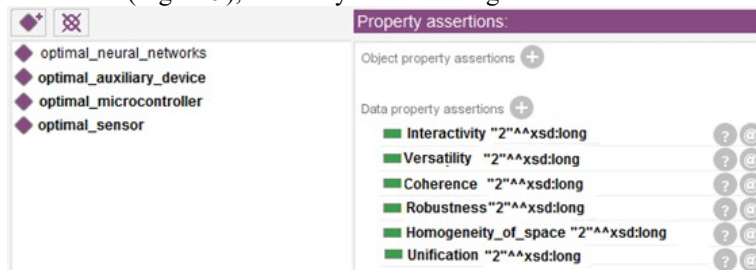 Property assertions:
optimal_neural_networks
optimal_auxiliary_device
optimal_microcontroller
optimal_sensor
Object property assertions
Data property assertions
Interactivity "2"^^xsd:long
Versatility "2"^^xsd:long
Coherence "2"^^xsd:long
Robustness"2"^^xsd:long
Homogeneity_of_space "2"^^xsd:long
Unification "2"^^xsd:long